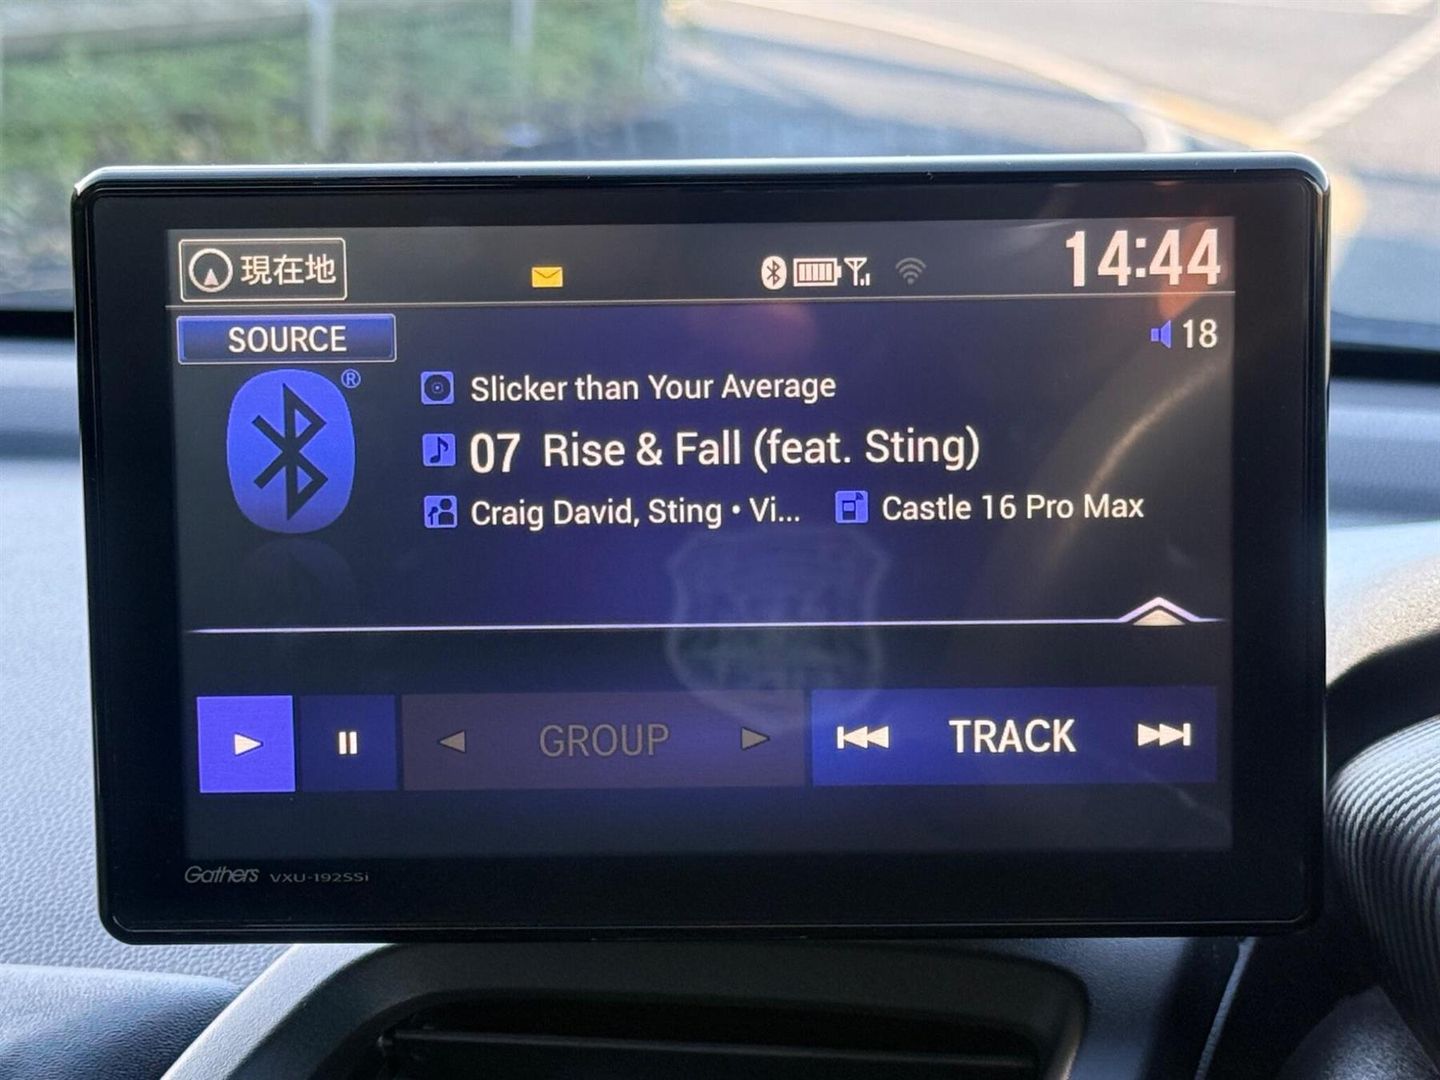 現在地
14:44
SOURCE
18
®
Slicker than Your Average
07 Rise & Fall (feat. Sting)
Craig David, Sting • Vi...
Castle 16 Pro Max
GROUP
TRACK
Gathers VXU-192SSi